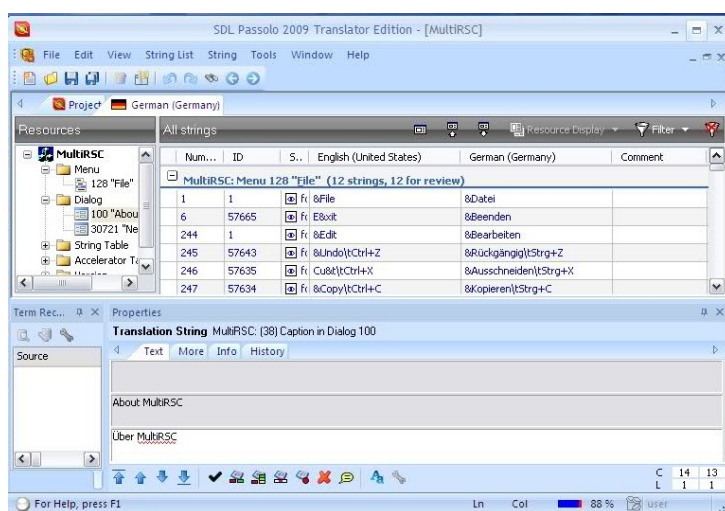 SDL Passolo 2009 Translator Edition - [MultiRSC]
File Edit View String List String Tools Window Help
Project German (Germany)
Resources All strings Resource Display Filter
MultiRSC
Menu
128 "File"
Dialog
100 "Abou
30721 "Ne
String Table
Accelerator Ta
Num... ID S... English (United States) German (Germany) Comment
MultiRSC: Menu 128 "File" (12 strings, 12 for review)
1 1 &File &Datei
6 57665 E&xit &Beenden
244 1 &Edit &Bearbeiten
245 57643 &Undo\tCtrl+Z &Rückgängig\tStrg+Z
246 57635 Cu&t\tCtrl+X &Ausschneiden\tStrg+X
247 57634 &Copy\tCtrl+C &Kopieren\tStrg+C
Term Rec... Properties
Translation String MultiRSC: (38) Caption in Dialog 100
Source
Text More Info History
About MultiRSC
Über MultiRSC
C 14 13
L 1 1
For Help, press F1 Ln Col 88 % user